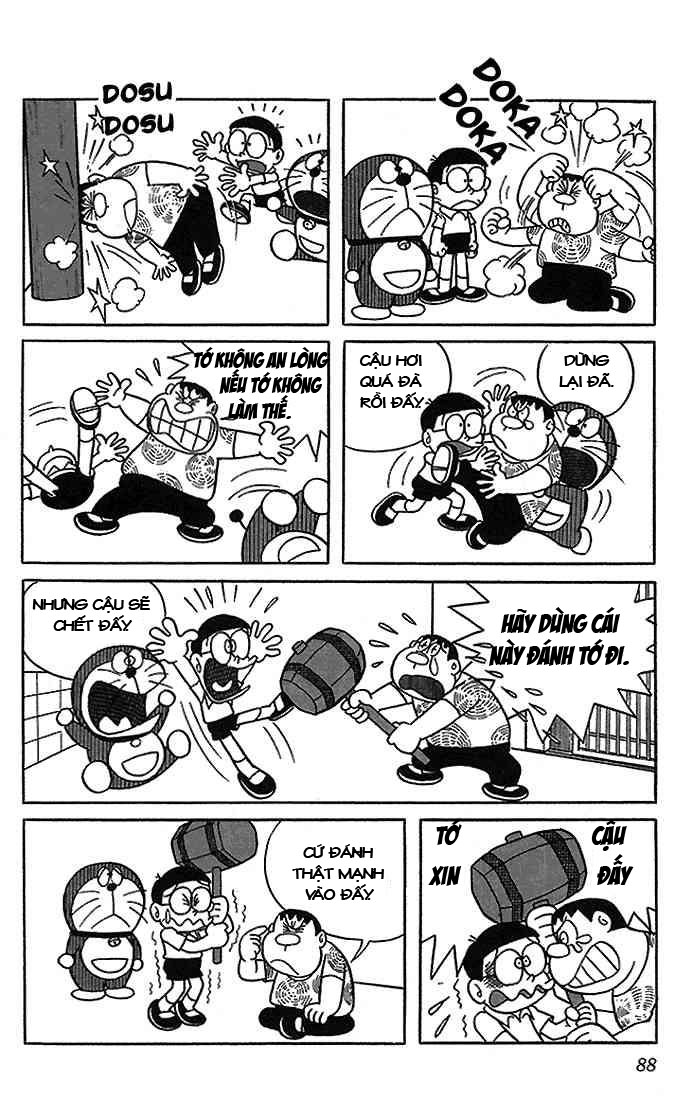 DOKA
DOKA
DOSU
DOSU
DỪNG
LẠI ĐÃ.
CẬU HƠI
QUÁ ĐÀ
RỒI ĐẤY.
TỚ KHÔNG AN LÒNG
NẾU TỚ KHÔNG
LÀM THẾ.
HÃY DÙNG CÁI
NÀY ĐÁNH TỚ ĐI.
NHƯNG CẬU SẼ
CHẾT ĐẤY.
TỚ
XIN
CẬU
ĐẤY
CỨ ĐÁNH
THẬT MẠNH
VÀO ĐẤY.
88